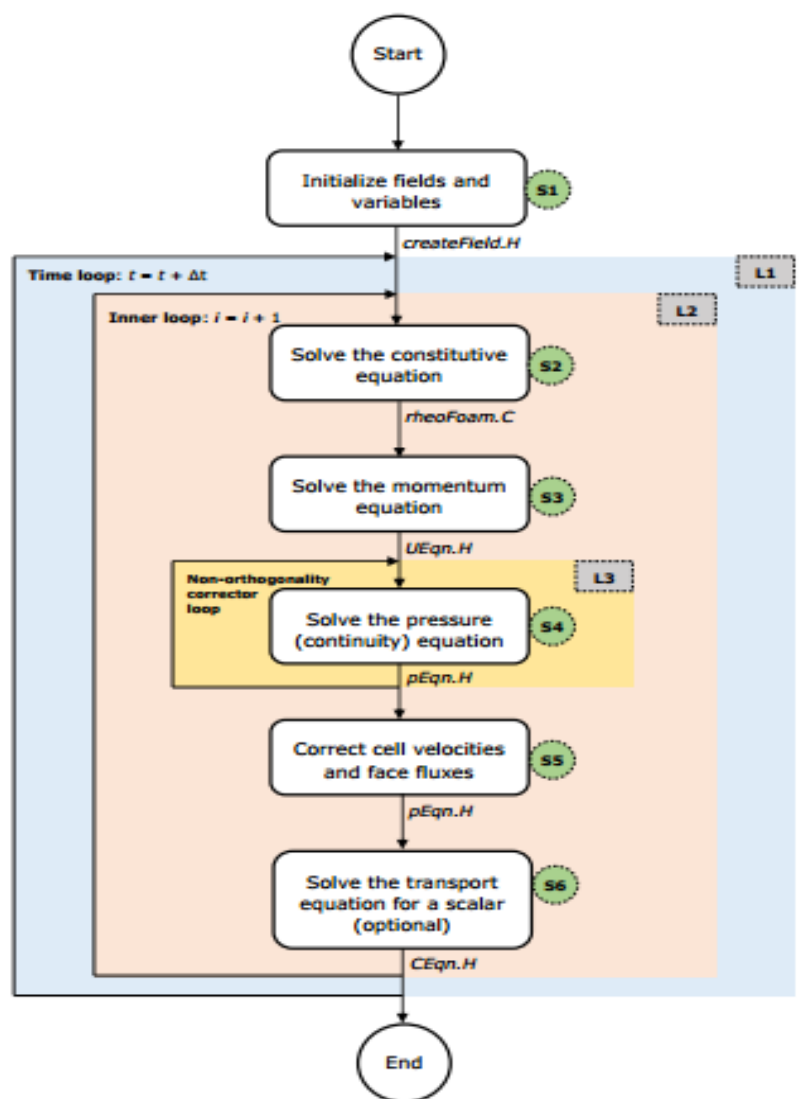 Start
Initialize fields and
variables
S1
createField.H
Time loop: t = t + Δt
L1
Inner loop: i = i + 1
L2
Solve the constitutive
equation
S2
rheoFoam.C
Solve the momentum
equation
S3
UEqn.H
Non-orthogonality
corrector
loop
L3
Solve the pressure
(continuity) equation
S4
pEqn.H
Correct cell velocities
and face fluxes
S5
pEqn.H
Solve the transport
equation for a scalar
(optional)
S6
CEqn.H
End